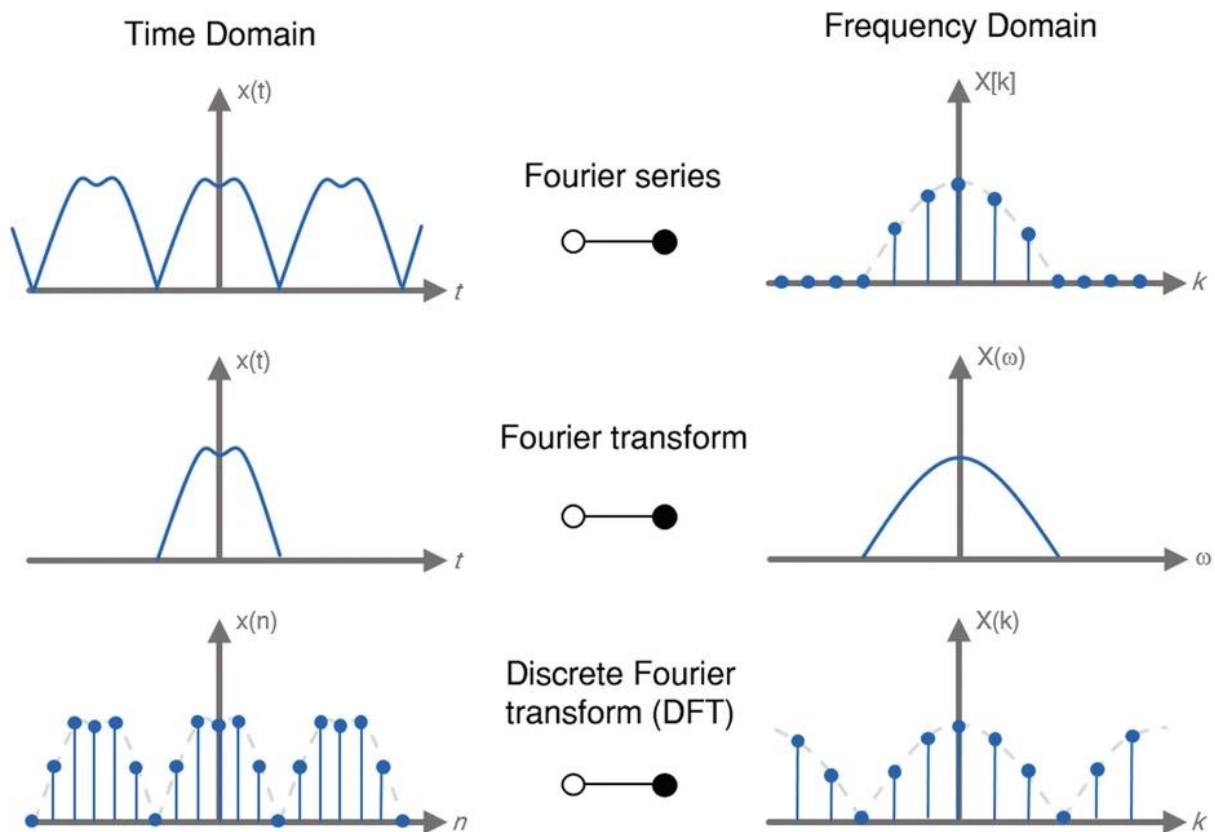 Time Domain
Frequency Domain
x(t)
X[k]
Fourier series
t
k
x(t)
X(ω)
Fourier transform
t
ω
x(n)
X(k)
Discrete Fourier
transform (DFT)
n
k